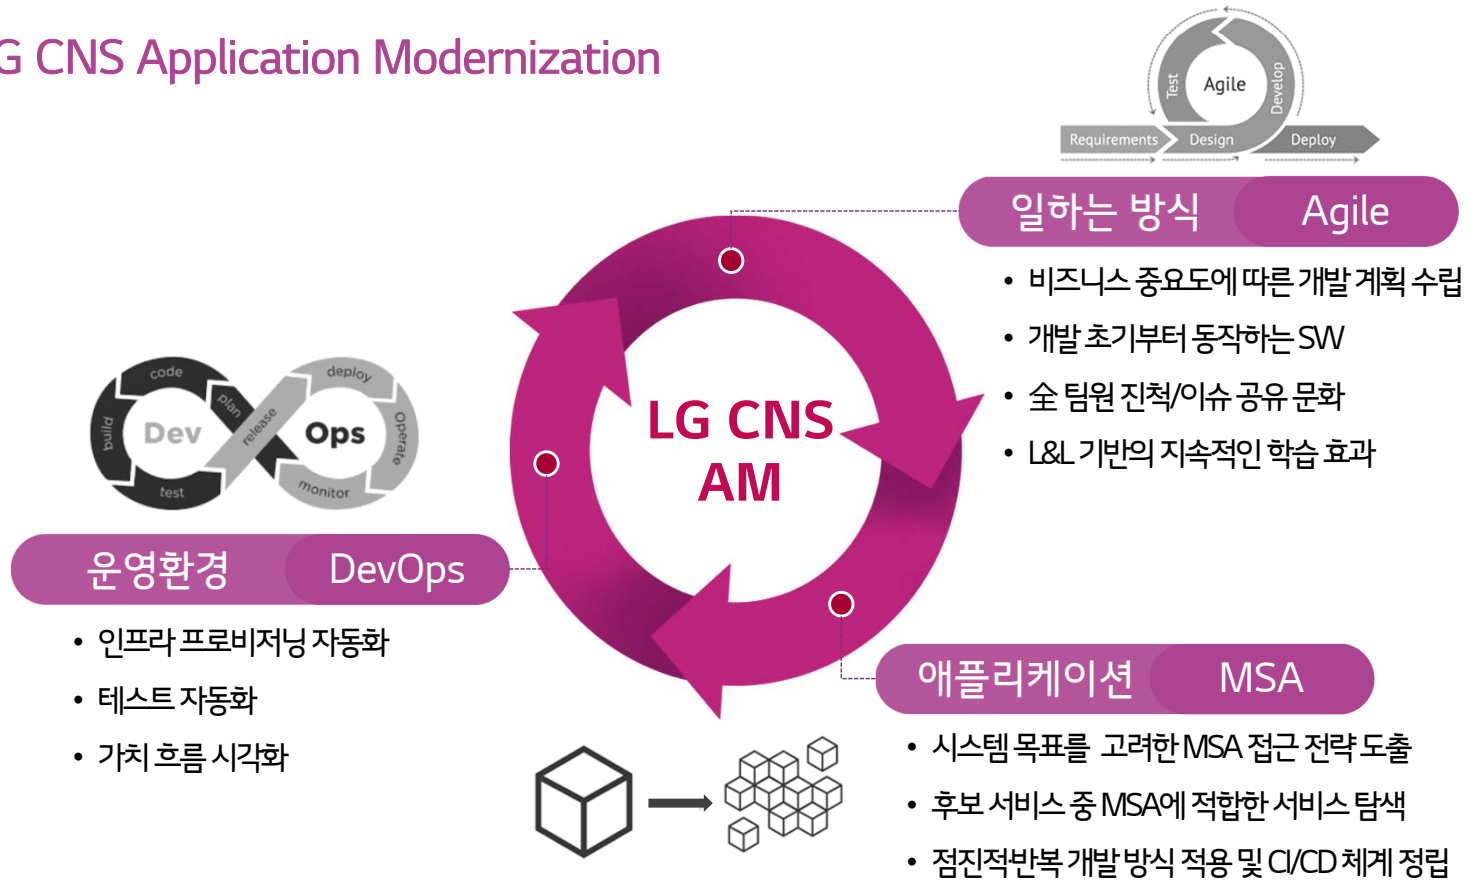 G CNS Application Modernization
Agile
Test
Develop
Requirements
Design
Deploy
일하는 방식
Agile
• 비즈니스 중요도에 따른 개발 계획 수립
• 개발 초기부터 동작하는 SW
• 全 팀원 진척/이슈 공유 문화
• L&L 기반의 지속적인 학습 효과
LG CNS
AM
code
plan
build
test
Dev
release
deploy
Operate
monitor
Ops
운영환경
DevOps
• 인프라 프로비저닝 자동화
• 테스트 자동화
• 가치 흐름 시각화
애플리케이션
MSA
• 시스템 목표를 고려한 MSA 접근 전략 도출
• 후보 서비스 중 MSA에 적합한 서비스 탐색
• 점진적·반복 개발 방식 적용 및 CI/CD 체계 정립